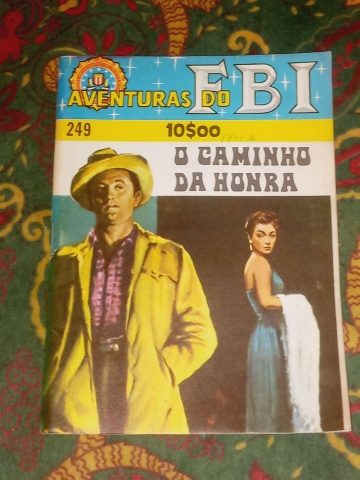 AVENTURAS DO FBI
249
10$00
O CAMINHO
DA HONRA